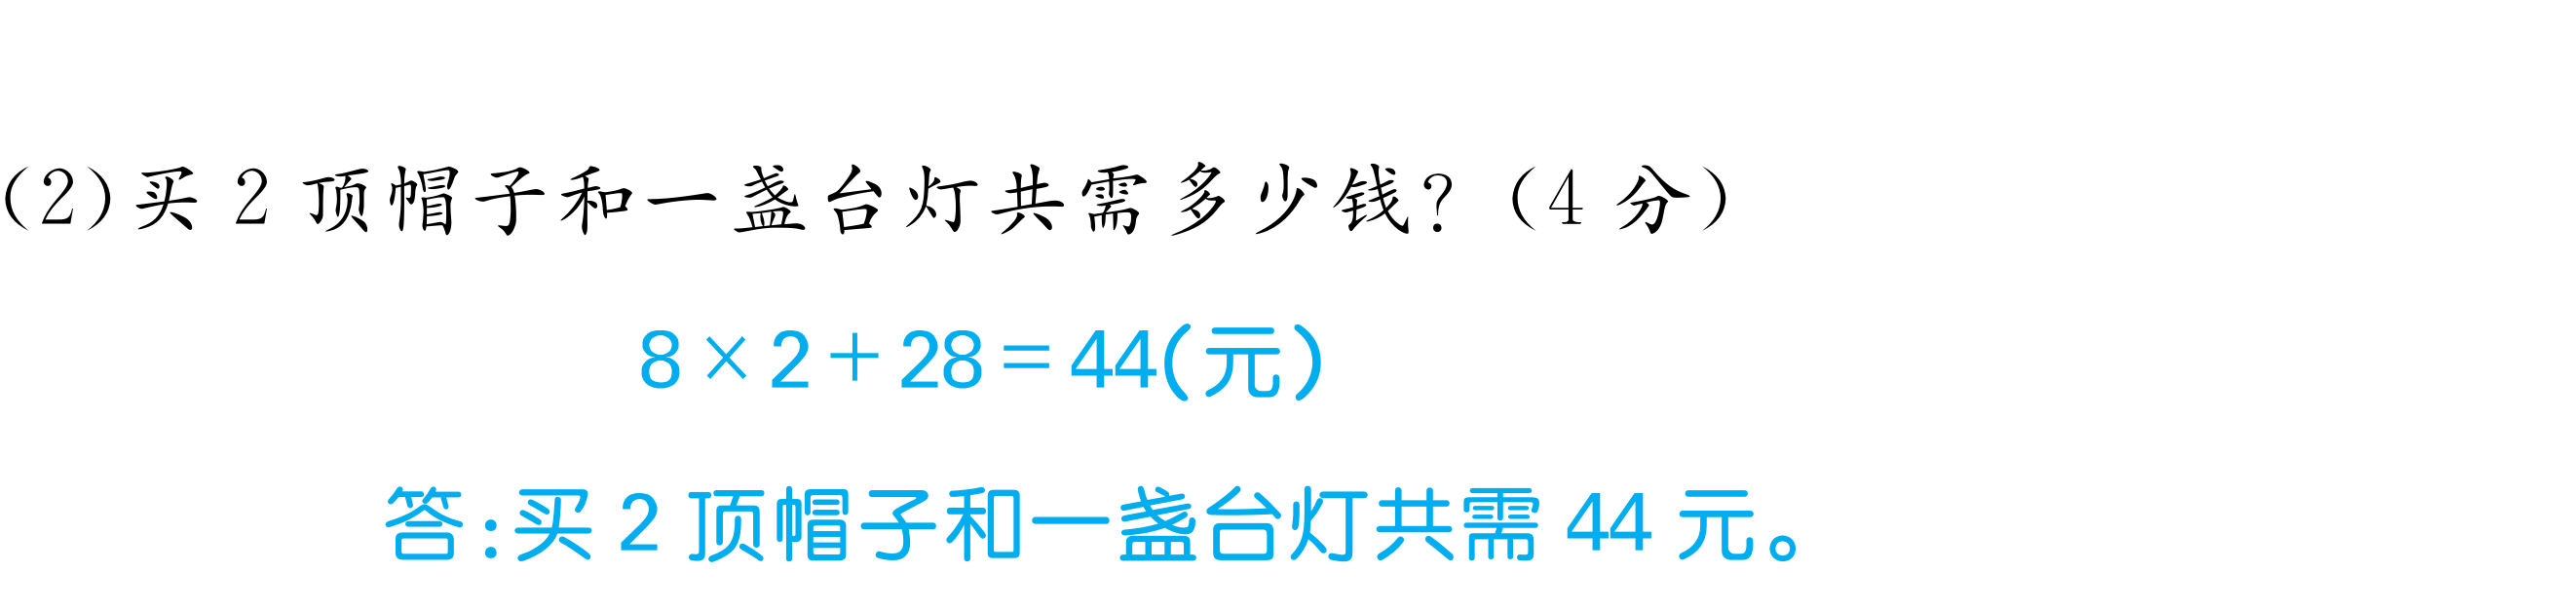 (2)买 2 顶帽子和一盏台灯共需多少钱?(4 分)
8×2+28=44(元)
答:买 2 顶帽子和一盏台灯共需 44 元。